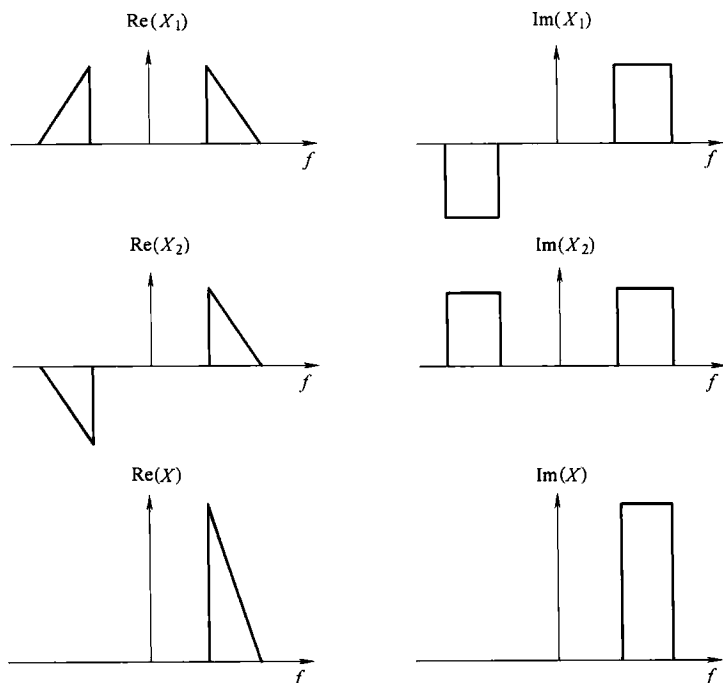 Re(X₁)
Im(X₁)
f
f
Re(X₂)
Im(X₂)
f
f
Re(X)
Im(X)
f
f